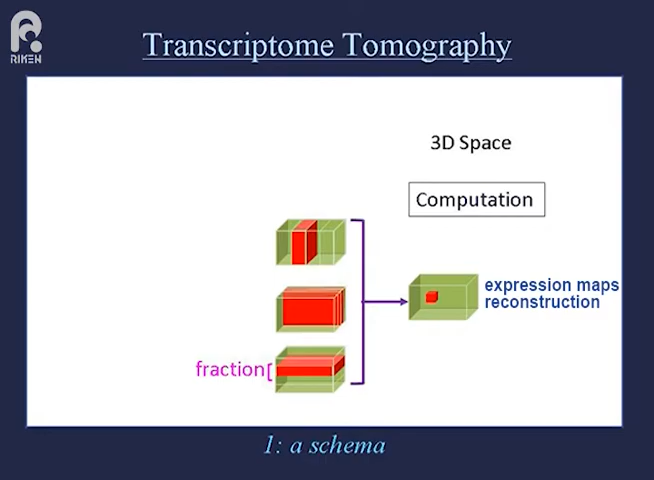 RIKEN
Transcriptome Tomography
3D Space
Computation
expression maps
reconstruction
fraction
1: a schema